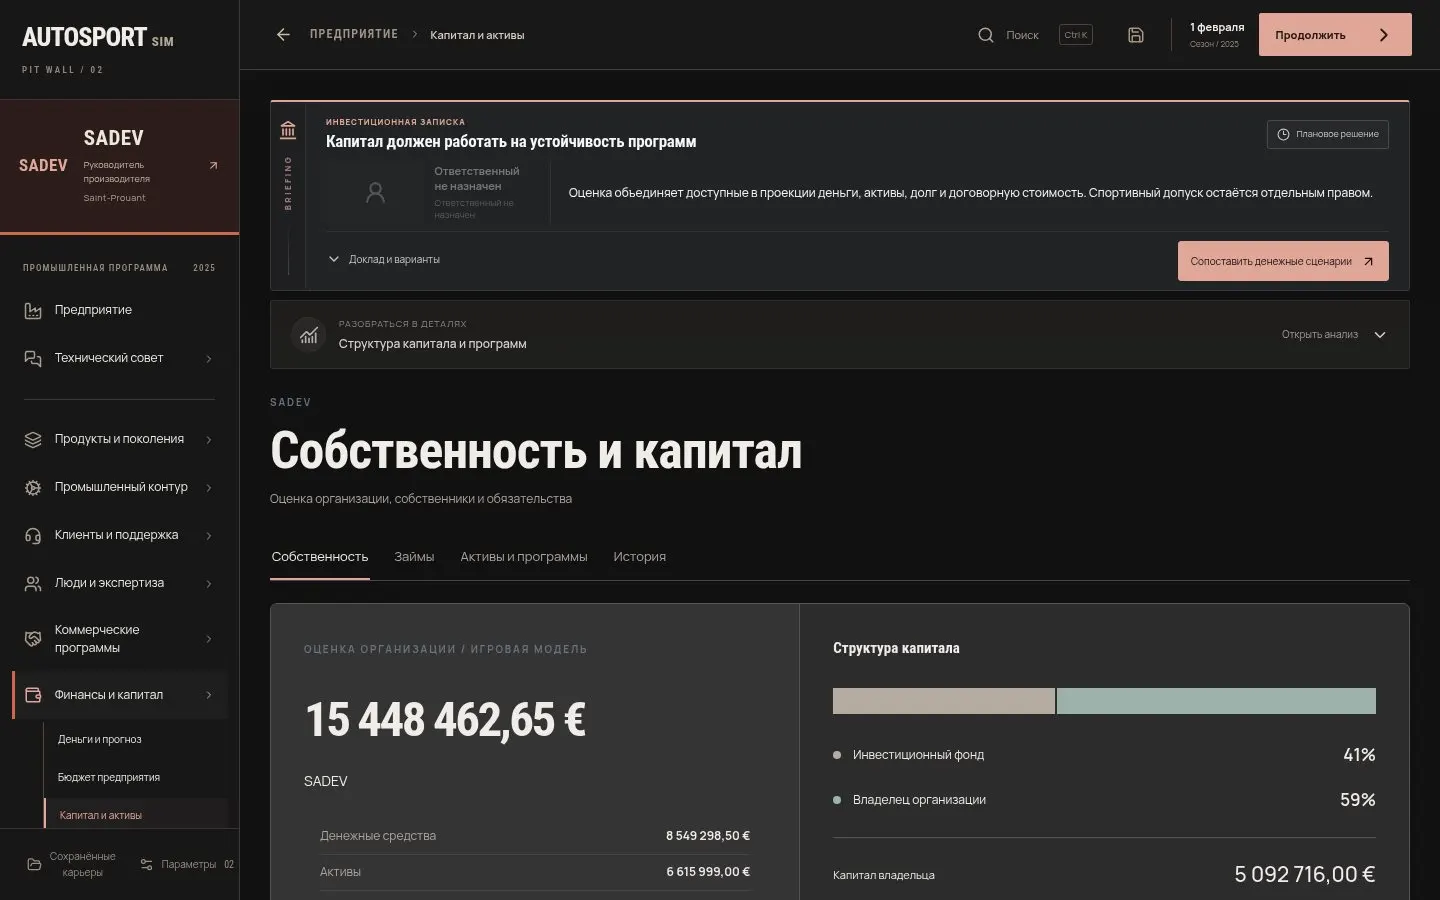 AUTOSPORT SIM
PIT WALL / 02
SADEV
SADEV
Руководитель
производителя
Saint-Prouant
ПРОМЫШЛЕННАЯ ПРОГРАММА 2025
Предприятие
Технический совет
Продукты и поколения
Промышленный контур
Клиенты и поддержка
Люди и экспертиза
Коммерческие
программы
Финансы и капитал
Деньги и прогноз
Бюджет предприятия
Капитал и активы
Сохранённые
карьеры
Параметры 02
ПРЕДПРИЯТИЕ > Капитал и активы
Поиск Ctrl K
1 февраля
Сезон / 2025
Продолжить
BRIEFING
ИНВЕСТИЦИОННАЯ ЗАПИСКА
Капитал должен работать на устойчивость программ
Плановое решение
Ответственный
не назначен
Ответственный не
назначен
Оценка объединяет доступные в проекции деньги, активы, долг и договорную стоимость. Спортивный допуск остаётся отдельным правом.
Доклад и варианты
Сопоставить денежные сценарии
РАЗОБРАТЬСЯ В ДЕТАЛЯХ
Структура капитала и программ
Открыть анализ
SADEV
Собственность и капитал
Оценка организации, собственники и обязательства
Собственность Займы Активы и программы История
ОЦЕНКА ОРГАНИЗАЦИИ / ИГРОВАЯ МОДЕЛЬ
15 448 462,65 €
SADEV
Денежные средства 8 549 298,50 €
Активы 6 615 999,00 €
Структура капитала
Инвестиционный фонд 41%
Владелец организации 59%
Капитал владельца 5 092 716,00 €